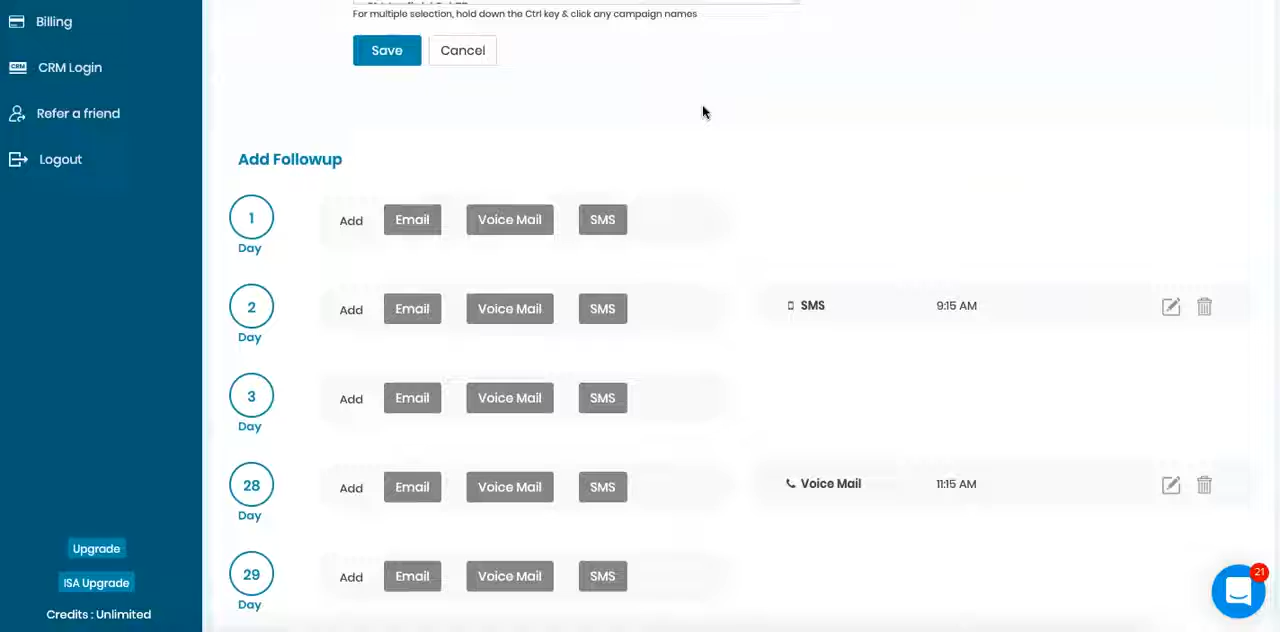 Billing
CRM Login
Refer a friend
Logout
Upgrade
ISA Upgrade
Credits : Unlimited
For multiple selection, hold down the Ctrl key & click any campaign names
Save Cancel
Add Followup
1 Day Add Email Voice Mail SMS
2 Day Add Email Voice Mail SMS SMS 9:15 AM
3 Day Add Email Voice Mail SMS
28 Day Add Email Voice Mail SMS Voice Mail 11:15 AM
29 Day Add Email Voice Mail SMS
21